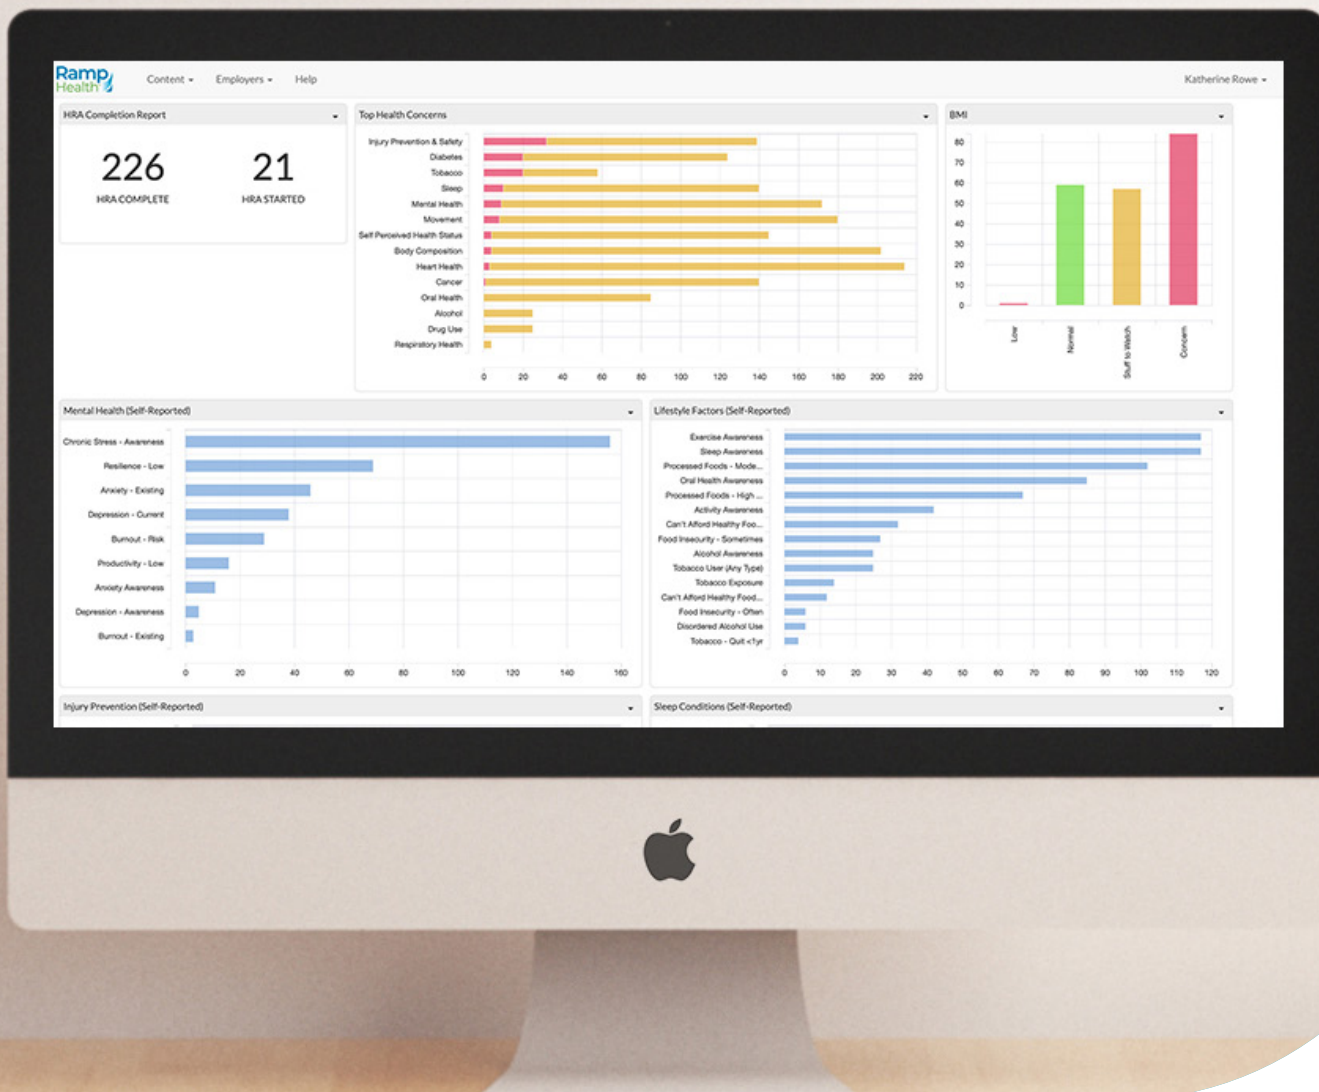 Ramp
Health
Content
Employers
Help
Katherine Rowe
HRA Completion Report
226
HRA COMPLETE
21
HRA STARTED
Top Health Concerns
Injury Prevention & Safety
Diabetes
Tobacco
Sleep
Mental Health
Movement
Self Perceived Health Status
Body Composition
Heart Health
Cancer
Oral Health
Alcohol
Drug Use
Respiratory Health
0 20 40 60 80 100 120 140 160 180 200 220
BMI
80
70
60
50
40
30
20
10
0
Low
Normal
Stuff to Watch
Concern
Mental Health (Self-Reported)
Chronic Stress - Awareness
Resilience - Low
Anxiety - Existing
Depression - Current
Burnout - Risk
Productivity - Low
Anxiety Awareness
Depression - Awareness
Burnout - Existing
0 20 40 60 80 100 120 140 160
Lifestyle Factors (Self-Reported)
Exercise Awareness
Sleep Awareness
Processed Foods - Mode...
Oral Health Awareness
Processed Foods - High ...
Activity Awareness
Can't Afford Healthy Foo...
Food Insecurity - Sometimes
Alcohol Awareness
Tobacco User (Any Type)
Tobacco Exposure
Can't Afford Healthy Food...
Food Insecurity - Often
Disordered Alcohol Use
Tobacco - Quit <1yr
0 10 20 30 40 50 60 70 80 90 100 110 120
Injury Prevention (Self-Reported)
Sleep Conditions (Self-Reported)